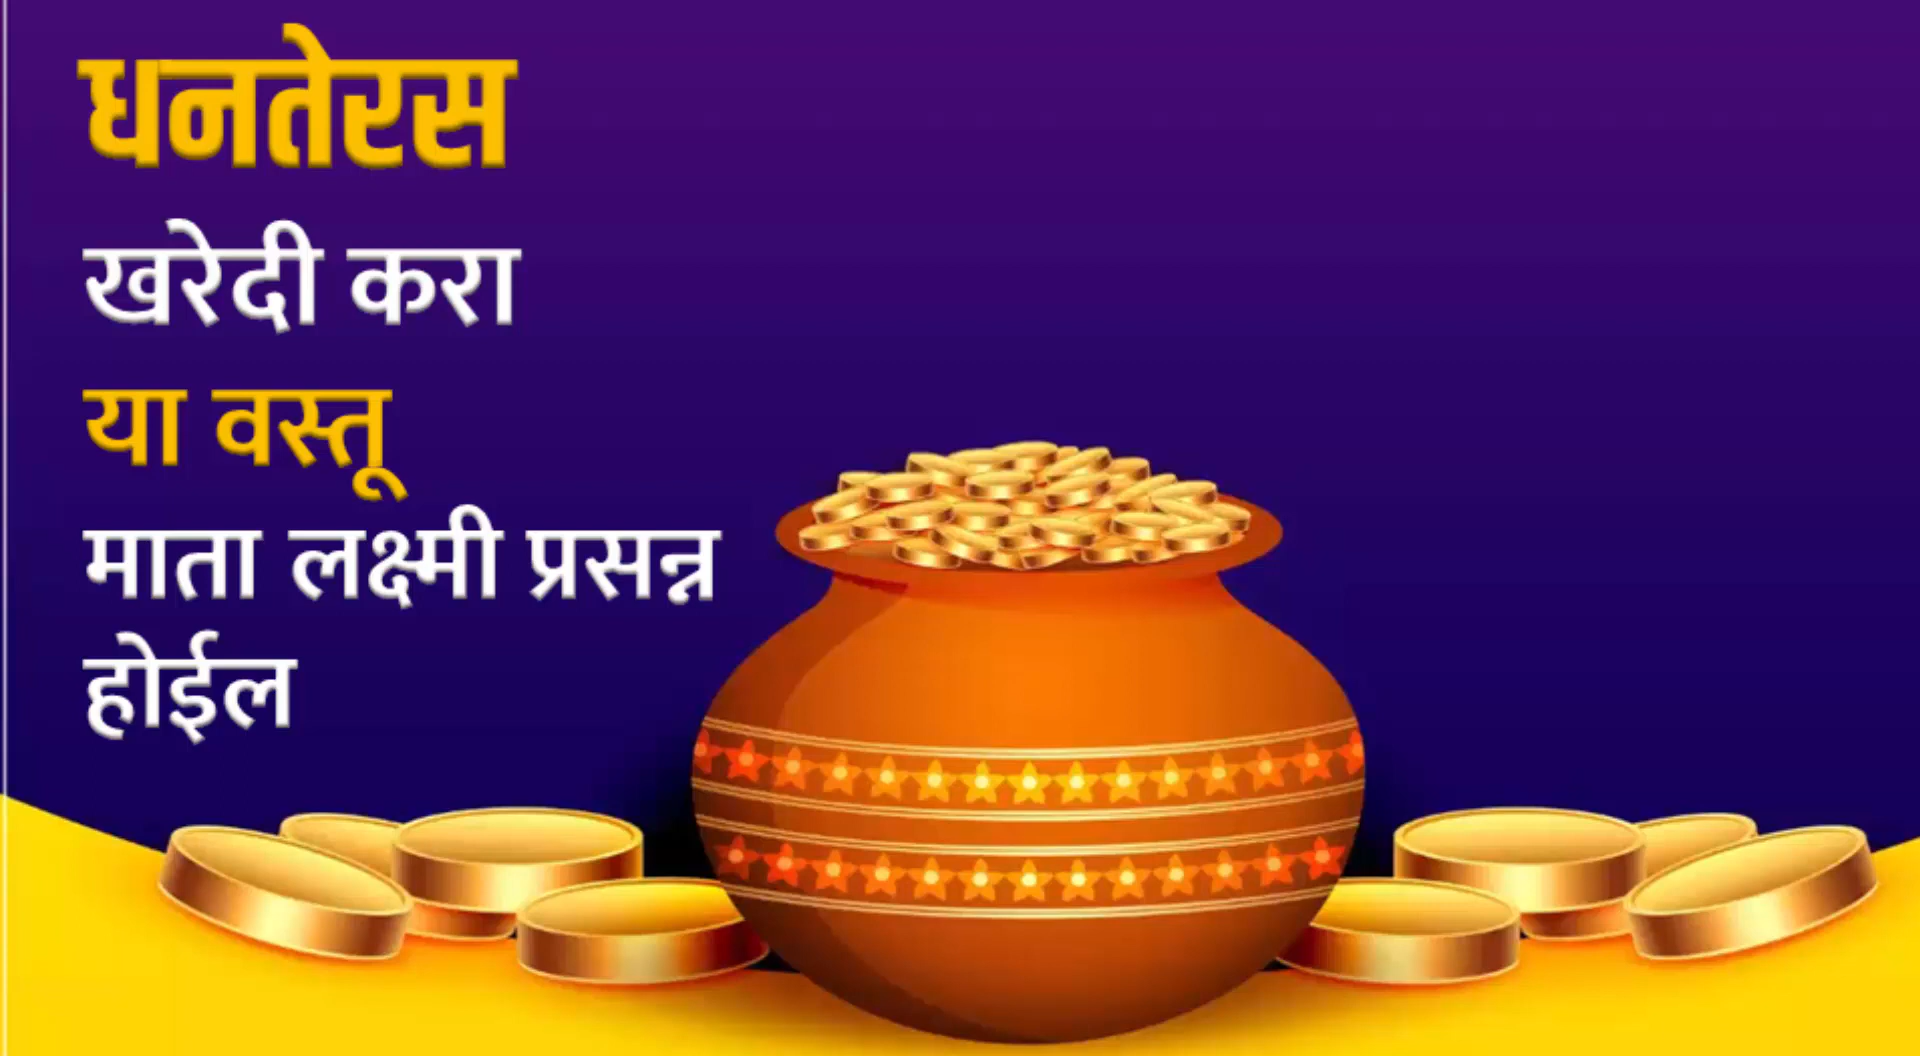 धनतेरस
खरेदी करा
या वस्तू
माता लक्ष्मी प्रसन्न
होईल